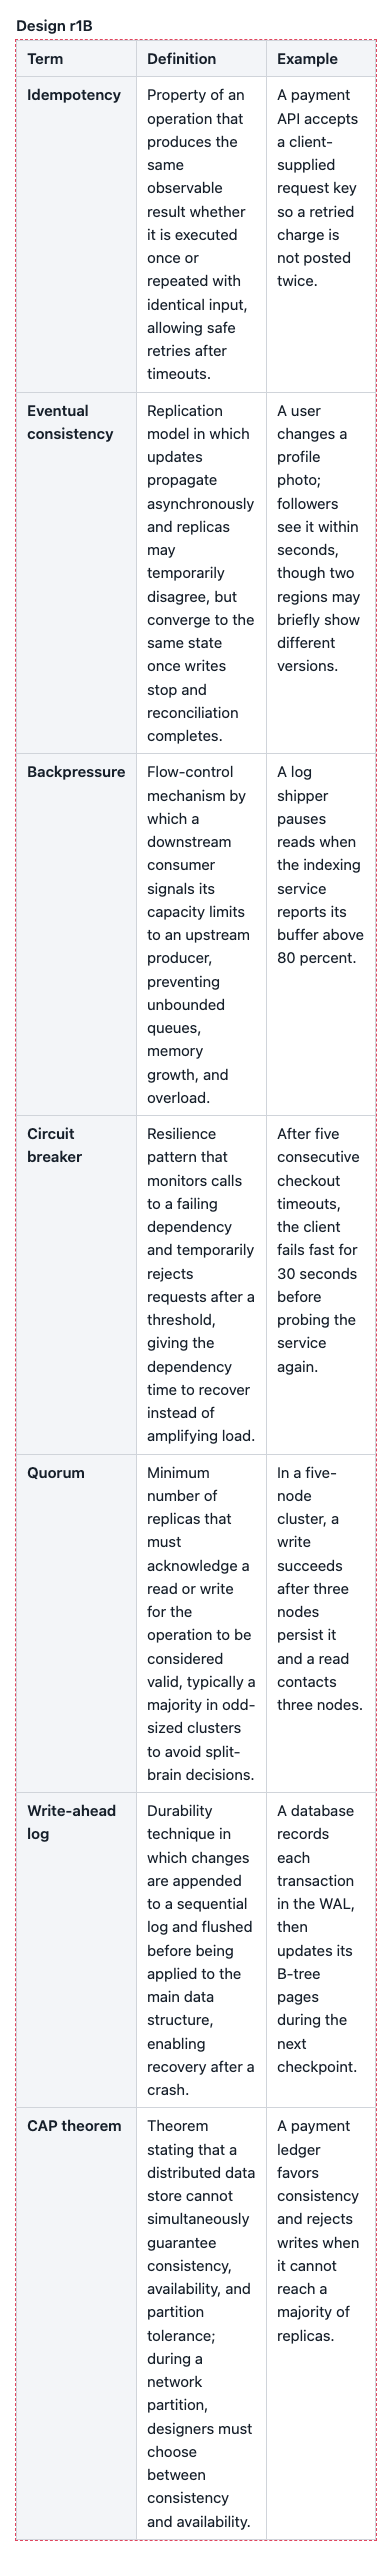 Design r1B
Term Definition Example
Idempotency
Property of an
operation that
produces the
same
observable
result whether
it is executed
once or
repeated with
identical input,
allowing safe
retries after
timeouts.
A payment
API accepts
a client-
supplied
request key
so a retried
charge is
not posted
twice.
Eventual
consistency
Replication
model in which
updates
propagate
asynchronously
and replicas
may
temporarily
disagree, but
converge to the
same state
once writes
stop and
reconciliation
completes.
A user
changes a
profile
photo;
followers
see it within
seconds,
though two
regions may
briefly show
different
versions.
Backpressure
Flow-control
mechanism by
which a
downstream
consumer
signals its
capacity limits
to an upstream
producer,
preventing
unbounded
queues,
memory
growth, and
overload.
A log
shipper
pauses
reads when
the indexing
service
reports its
buffer above
80 percent.
Circuit
breaker
Resilience
pattern that
monitors calls
to a failing
dependency
and temporarily
rejects
requests after a
threshold,
giving the
dependency
time to recover
instead of
amplifying load.
After five
consecutive
checkout
timeouts,
the client
fails fast for
30 seconds
before
probing the
service
again.
Quorum
Minimum
number of
replicas that
must
acknowledge a
read or write
for the
operation to be
considered
valid, typically a
majority in odd-
sized clusters
to avoid split-
brain decisions.
In a five-
node
cluster, a
write
succeeds
after three
nodes
persist it
and a read
contacts
three nodes.
Write-ahead
log
Durability
technique in
which changes
are appended
to a sequential
log and flushed
before being
applied to the
main data
structure,
enabling
recovery after a
crash.
A database
records
each
transaction
in the WAL,
then
updates its
B-tree
pages
during the
next
checkpoint.
CAP theorem
Theorem
stating that a
distributed data
store cannot
simultaneously
guarantee
consistency,
availability, and
partition
tolerance;
during a
network
partition,
designers must
choose
between
consistency
and availability.
A payment
ledger
favors
consistency
and rejects
writes when
it cannot
reach a
majority of
replicas.